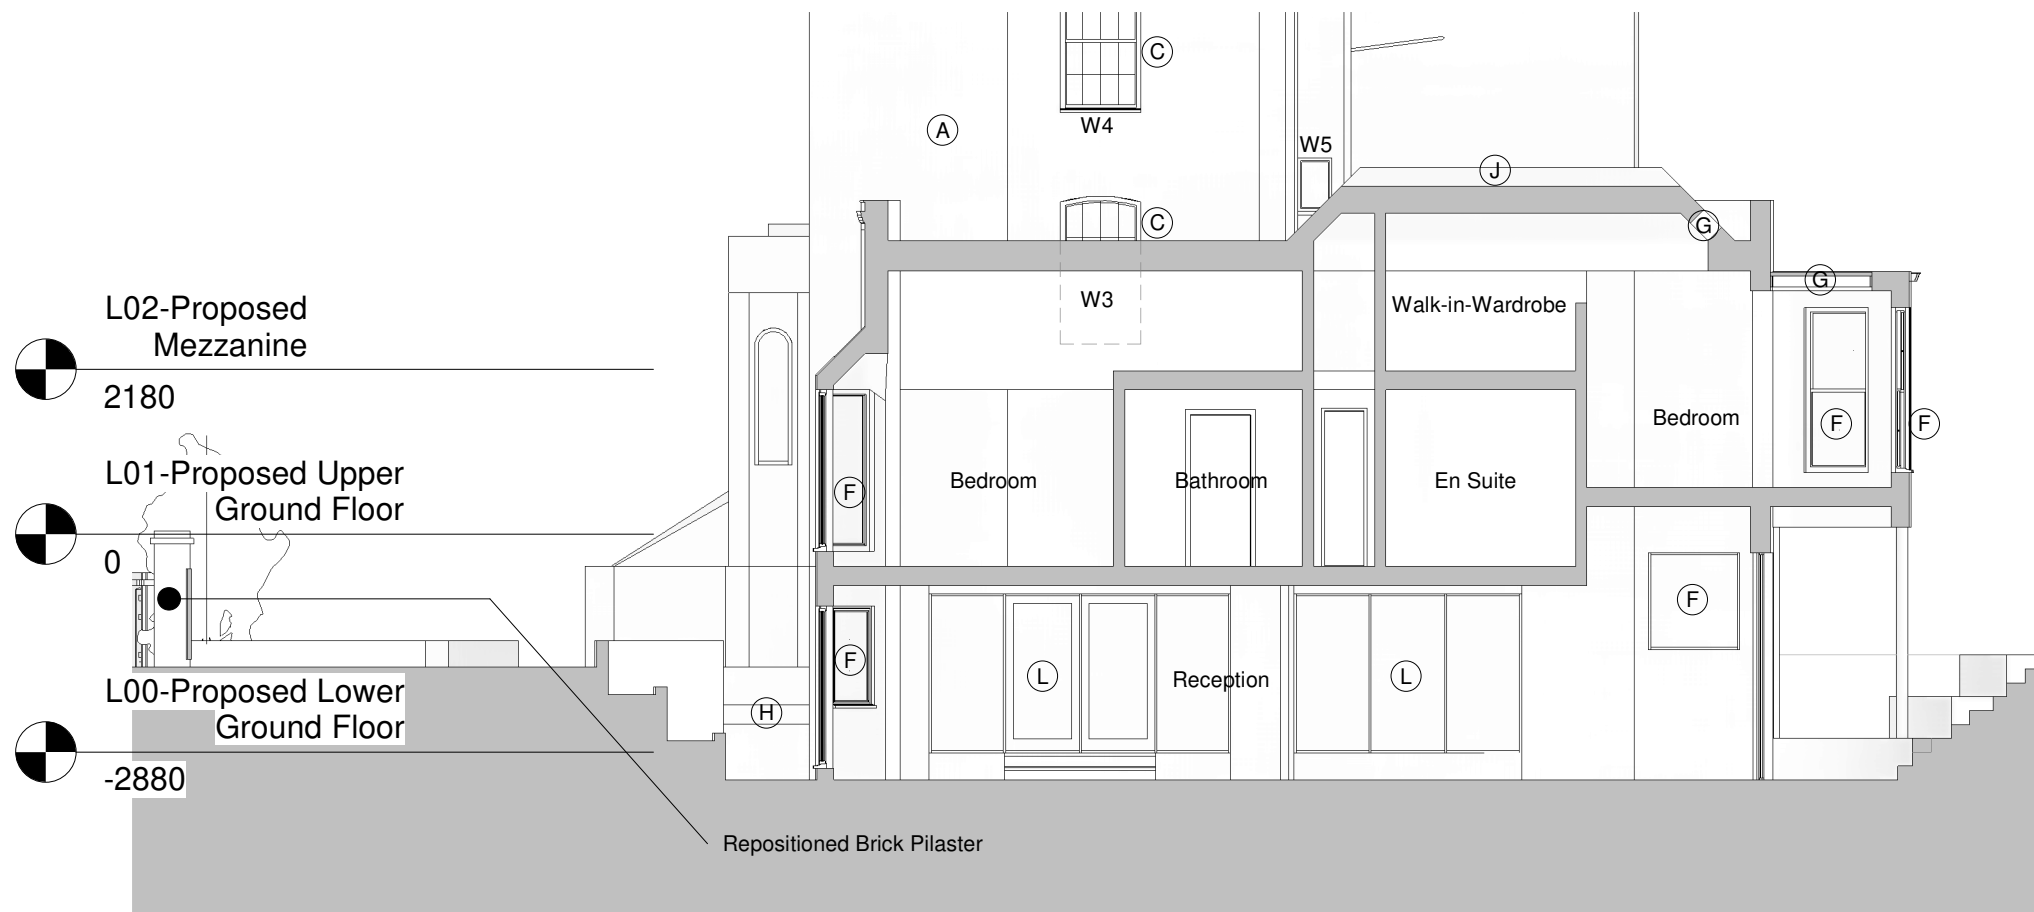 C
A
W4
W5
J
C
G
G
L02-Proposed
Mezzanine
2180
W3
Walk-in-Wardrobe
Bedroom
F
F
L01-Proposed Upper
Ground Floor
0
F
Bedroom
Bathroom
En Suite
F
F
L
Reception
L
L00-Proposed Lower
Ground Floor
-2880
H
Repositioned Brick Pilaster